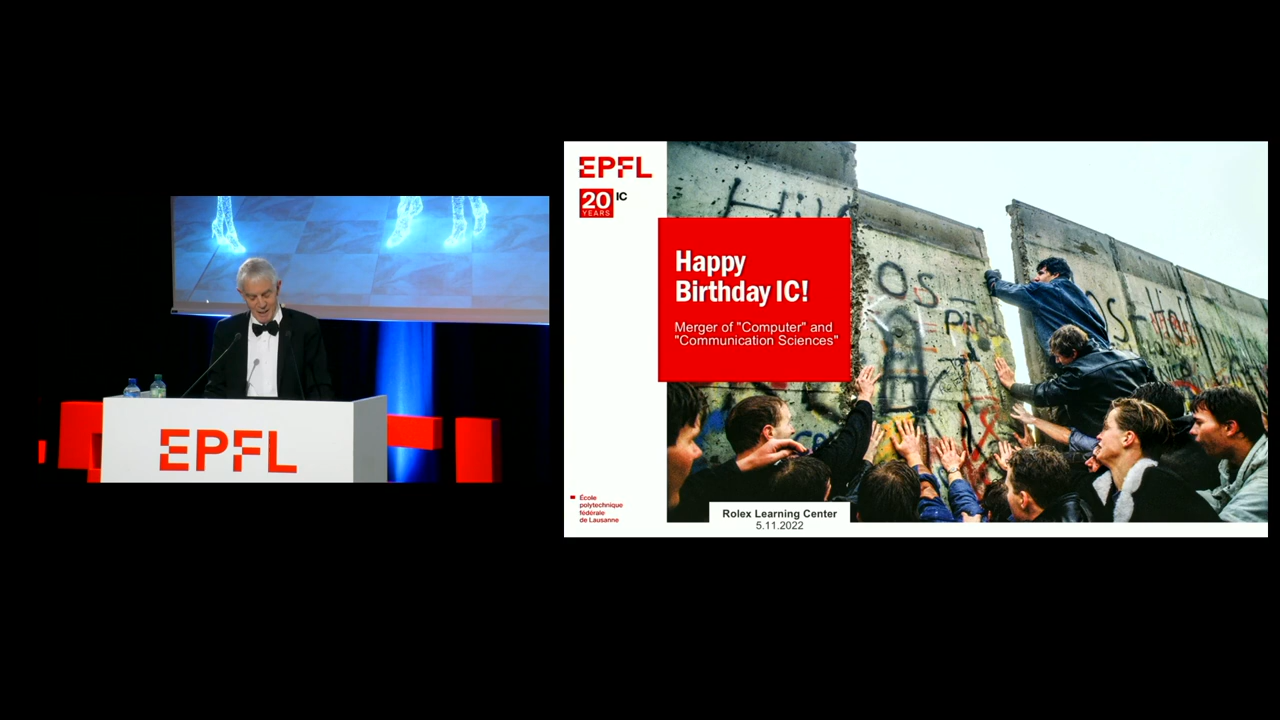 EPFL
EPFL
20 IC
YEARS
Happy
Birthday IC!
Merger of "Computer" and
"Communication Sciences"
OS
École
polytechnique
fédérale
de Lausanne
Rolex Learning Center
5.11.2022